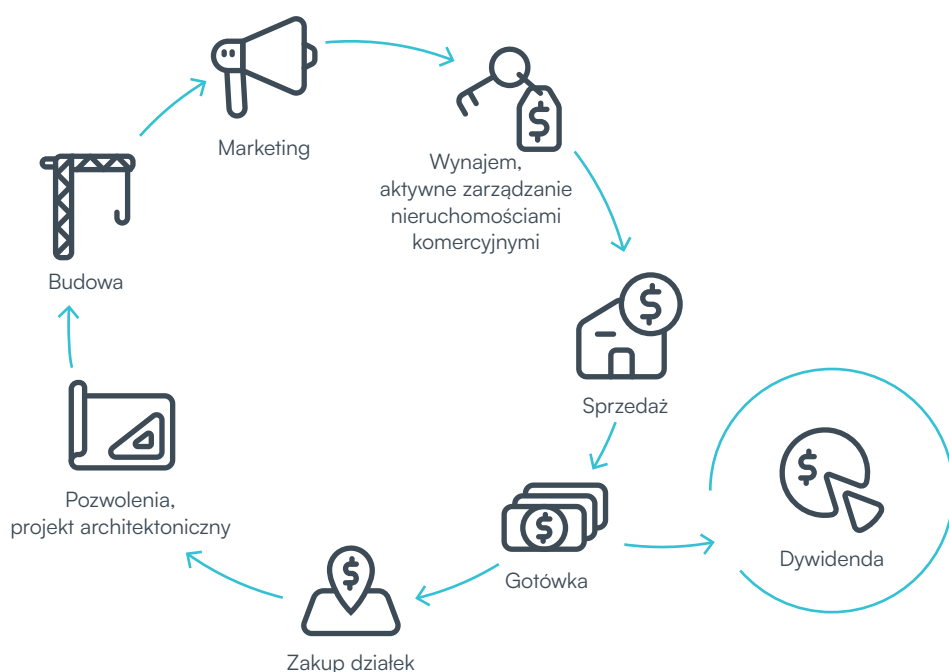 Marketing
Wynajem,
aktywne zarządzanie
nieruchomościami
komercyjnymi
Budowa
Sprzedaż
Pozwolenia,
projekt architektoniczny
Dywidenda
Gotówka
Zakup działek